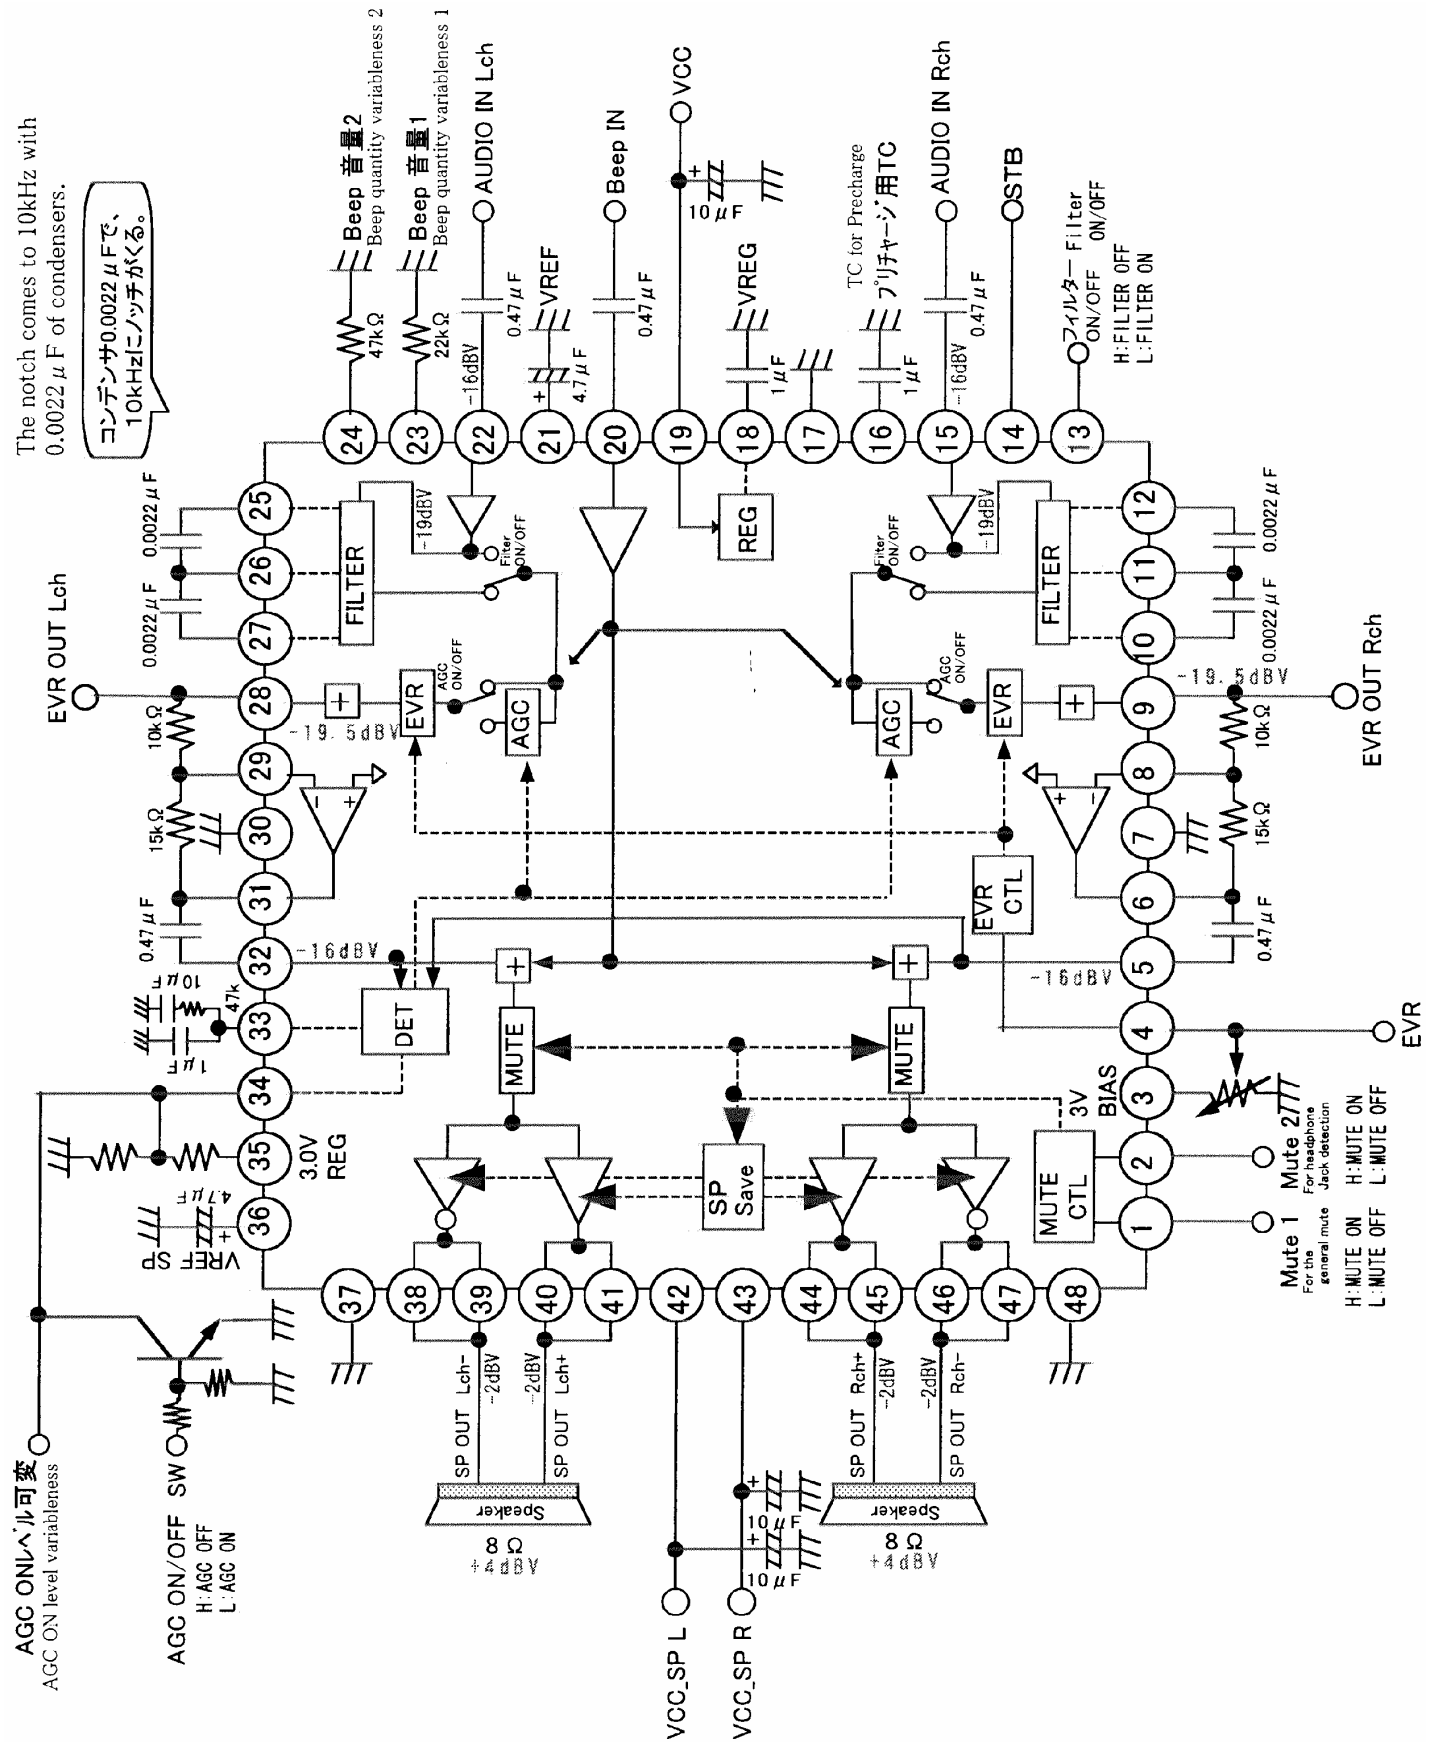 The notch comes to 10kHz with
0.0022 μF of condensers.
コンデンサ0.0022μFで、
10kHzにノッチがくる。
Beep 音量2
Beep quantity variableness 2
47kΩ
Beep 音量1
Beep quantity variableness 1
22kΩ
AUDIO IN Lch
0.47μF
-16dBV
VREF
4.7μF
+
Beep IN
0.47μF
VCC
+
10μF
VREG
1μF
TC for Precharge
プリチャージ用TC
1μF
AUDIO IN Rch
0.47μF
-16dBV
STB
フィルター Filter
ON/OFF ON/OFF
H:FILTER OFF
L:FILTER ON
24
23
22
21
20
19
18
17
16
15
14
13
0.0022μF
0.0022μF
25
26
27
FILTER
-19dBV
Filter
ON/OFF
REG
-19dBV
Filter
ON/OFF
FILTER
12
11
10
0.0022μF
0.0022μF
EVR OUT Lch
28
10kΩ
+
-19.5dBV
EVR
AGC
ON/OFF
AGC
AGC
AGC
ON/OFF
EVR
+
9
-19.5dBV
10kΩ
EVR OUT Rch
29
15kΩ
30
31
-
+
+
-
8
7
6
15kΩ
0.47μF
32
-16dBV
+
+
EVR
CTL
-16dBV
5
0.47μF
10μF
47k
1μF
33
DET
MUTE
MUTE
4
EVR
34
35
3.0V
REG
36
4.7μF
+
VREF SP
SP
Save
3V
BIAS
3
MUTE
CTL
2
1
Mute 2
For headphone
Jack detection
H:MUTE ON
L:MUTE OFF
Mute 1
For the
general mute
H:MUTE ON
L:MUTE OFF
37
38
39
40
41
42
43
44
45
46
47
48
AGC ONレベル可変
AGC ON level variableness
AGC ON/OFF SW
H:AGC OFF
L:AGC ON
SP OUT Lch-
-2dBV
SP OUT Lch+
-2dBV
Speaker
8Ω
+4dBV
SP OUT Rch+
-2dBV
SP OUT Rch-
-2dBV
Speaker
8Ω
+4dBV
+
10μF
+
10μF
VCC_SP L
VCC_SP R